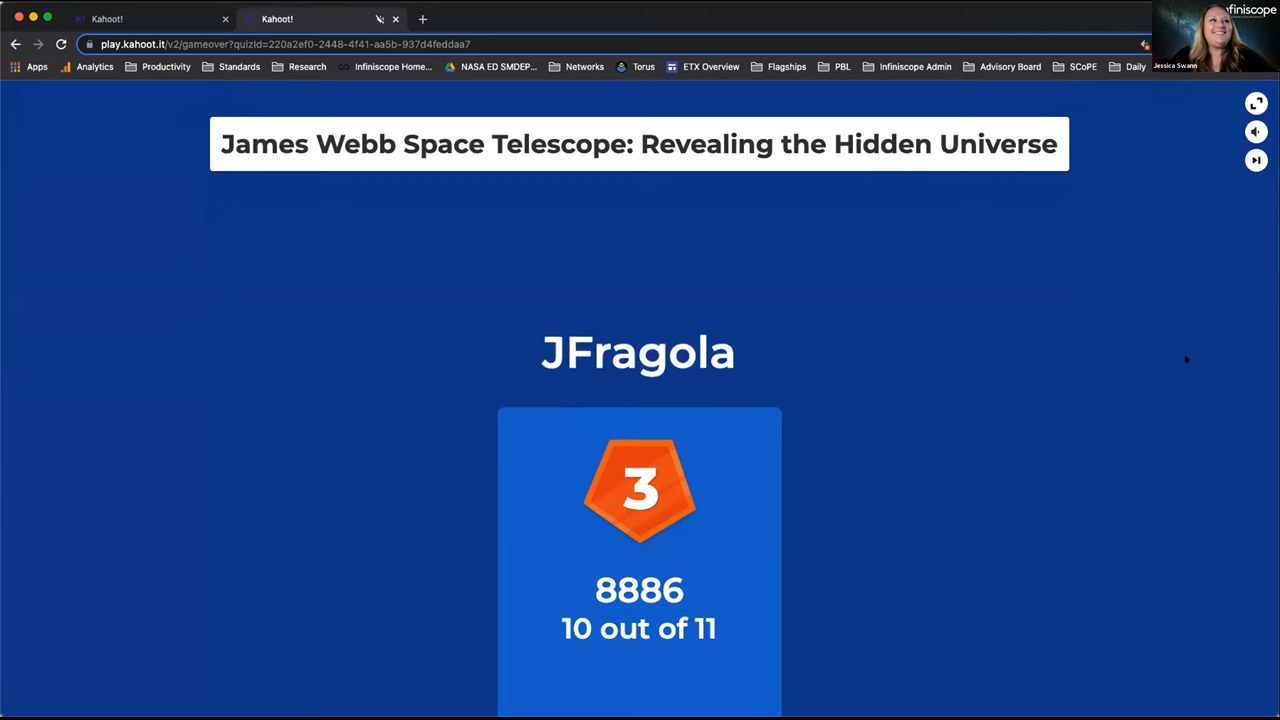 Kahoot!
Kahoot!
play.kahoot.it/v2/gameover?quizId=220a2ef0-2448-4f41-aa5b-937d4feddaa7
Apps Analytics Productivity Standards Research Infiniscope Home... NASA ED SMDEP... Networks Torus ETX Overview Flagships PBL Infiniscope Admin Advisory Board SCoPE Daily
infiniscope
Jessica Swann
James Webb Space Telescope: Revealing the Hidden Universe
JFragola
3
8886
10 out of 11